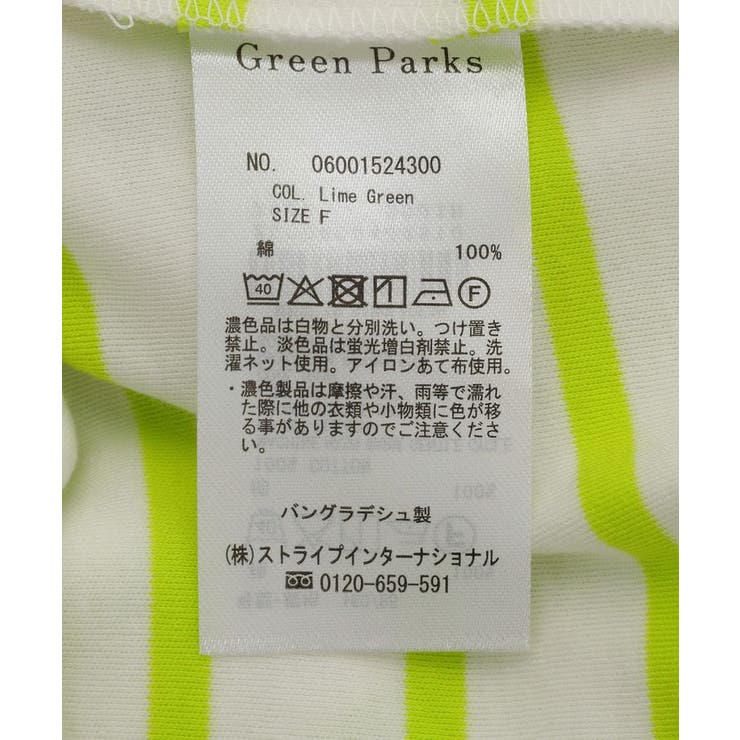 Green Parks
NO. 06001524300
COL. Lime Green
SIZE F
綿 100%
40 F
濃色品は白物と分別洗い。つけ置き
禁止。淡色品は蛍光増白剤禁止。洗
濯ネット使用。アイロンあて布使用。
・濃色製品は摩擦や汗、雨等で濡れ
た際に他の衣類や小物類に色が移
る事がありますのでご注意くださ
い。
バングラデシュ製
(株)ストライプインターナショナル
0120-659-591